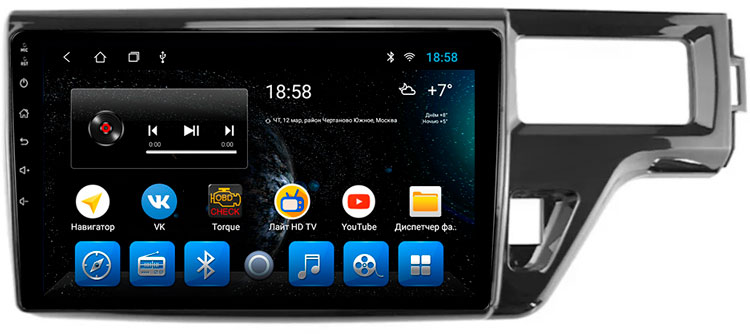 MIC
RST
18:58
18:58
+7°
Днём +8°
Ночью +5°
ЧТ, 12 мар, район Чертаново Южное, Москва
0:00
0:00
OBD
CHECK
Навигатор
VK
Torque
Лайт HD TV
YouTube
Диспетчер фа..